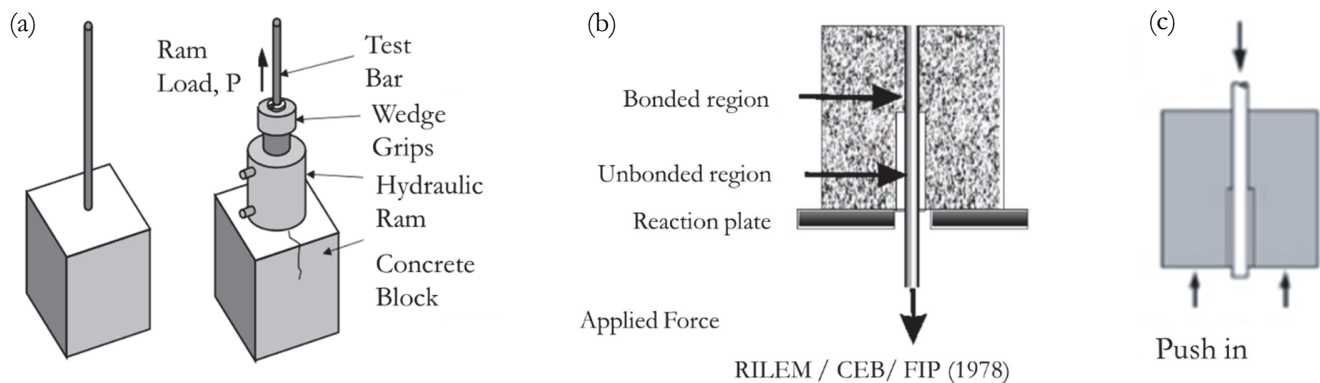 (a)
Ram
Load, P
Test
Bar
Wedge
Grips
Hydraulic
Ram
Concrete
Block
(b)
Bonded region
Unbonded region
Reaction plate
Applied Force
RILEM / CEB/ FIP (1978)
(c)
Push in